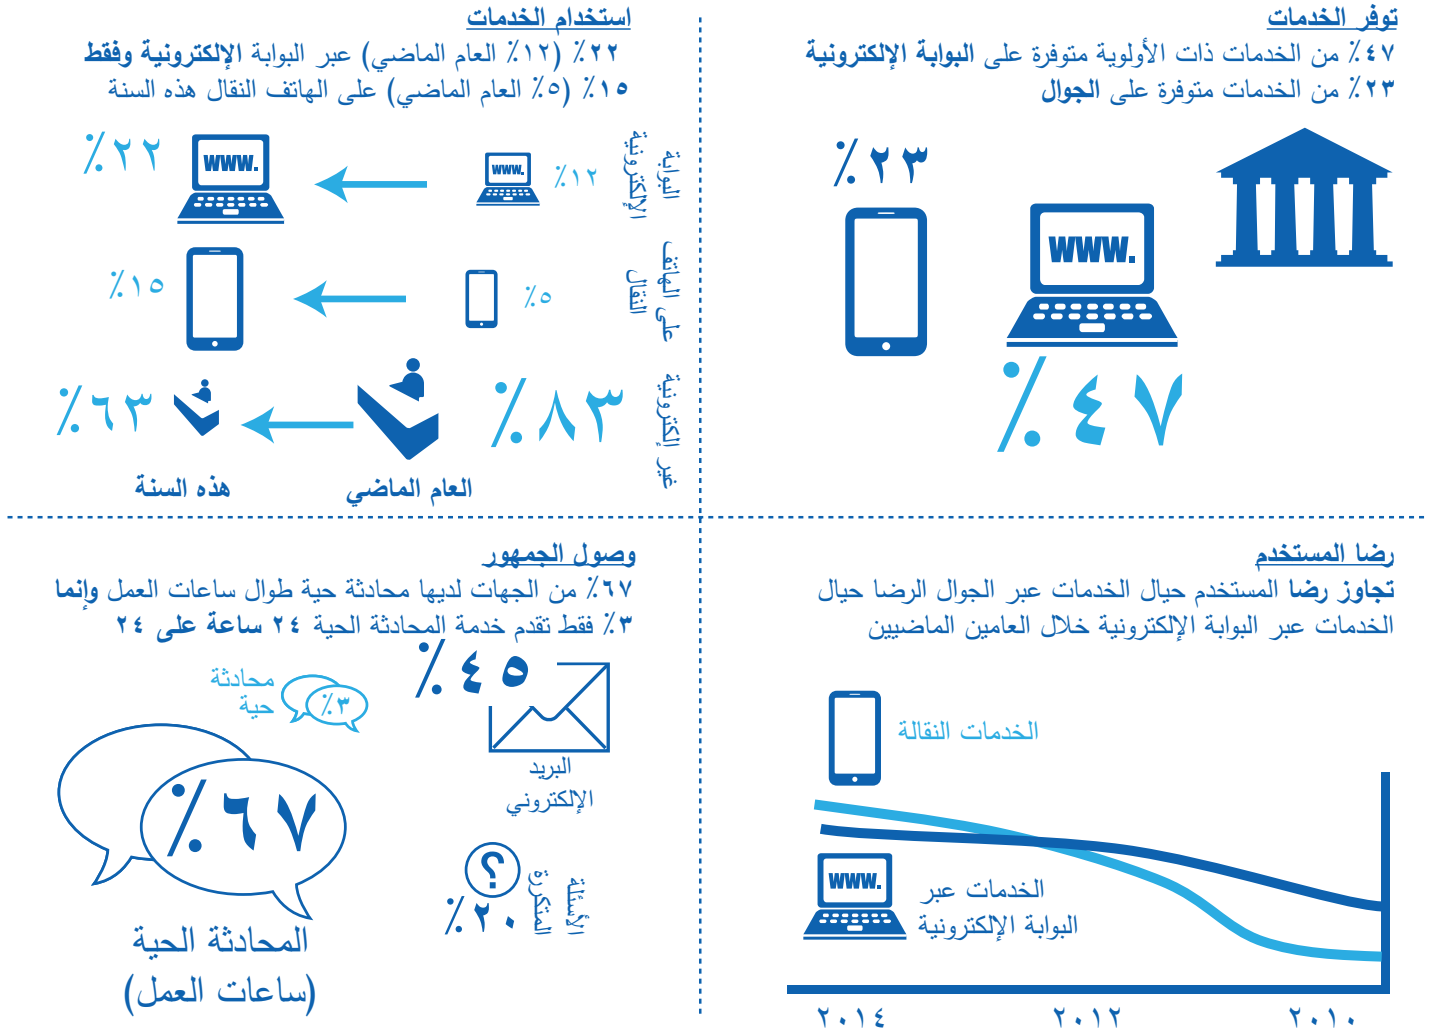 توفر الخدمات
٤٧٪ من الخدمات ذات الأولوية متوفرة على البوابة الإلكترونية
٢٣٪ من الخدمات متوفرة على الجوال
٢٣٪
www.
٤٧٪
استخدام الخدمات
٢٢٪ (١٢٪ العام الماضي) عبر البوابة الإلكترونية وفقط
١٥٪ (٥٪ العام الماضي) على الهاتف النقال هذه السنة
البوابة
الإلكترونية
١٢٪
www.
www.
٢٢٪
على الهاتف
النقال
٥٪
١٥٪
غير إلكترونية
٨٣٪
٦٣٪
العام الماضي
هذه السنة
رضا المستخدم
تجاوز رضا المستخدم حيال الخدمات عبر الجوال الرضا حيال
الخدمات عبر البوابة الإلكترونية خلال العامين الماضيين
الخدمات النقالة
www.
الخدمات عبر
البوابة الإلكترونية
٢٠١٠
٢٠١٢
٢٠١٤
وصول الجمهور
٦٧٪ من الجهات لديها محادثة حية طوال ساعات العمل وإنما
٣٪ فقط تقدم خدمة المحادثة الحية ٢٤ ساعة على ٢٤
٤٥٪
البريد
الإلكتروني
٣٪
محادثة
حية
٦٧٪
المحادثة الحية
(ساعات العمل)
الأسئلة
المتكررة
؟
٢٠٪